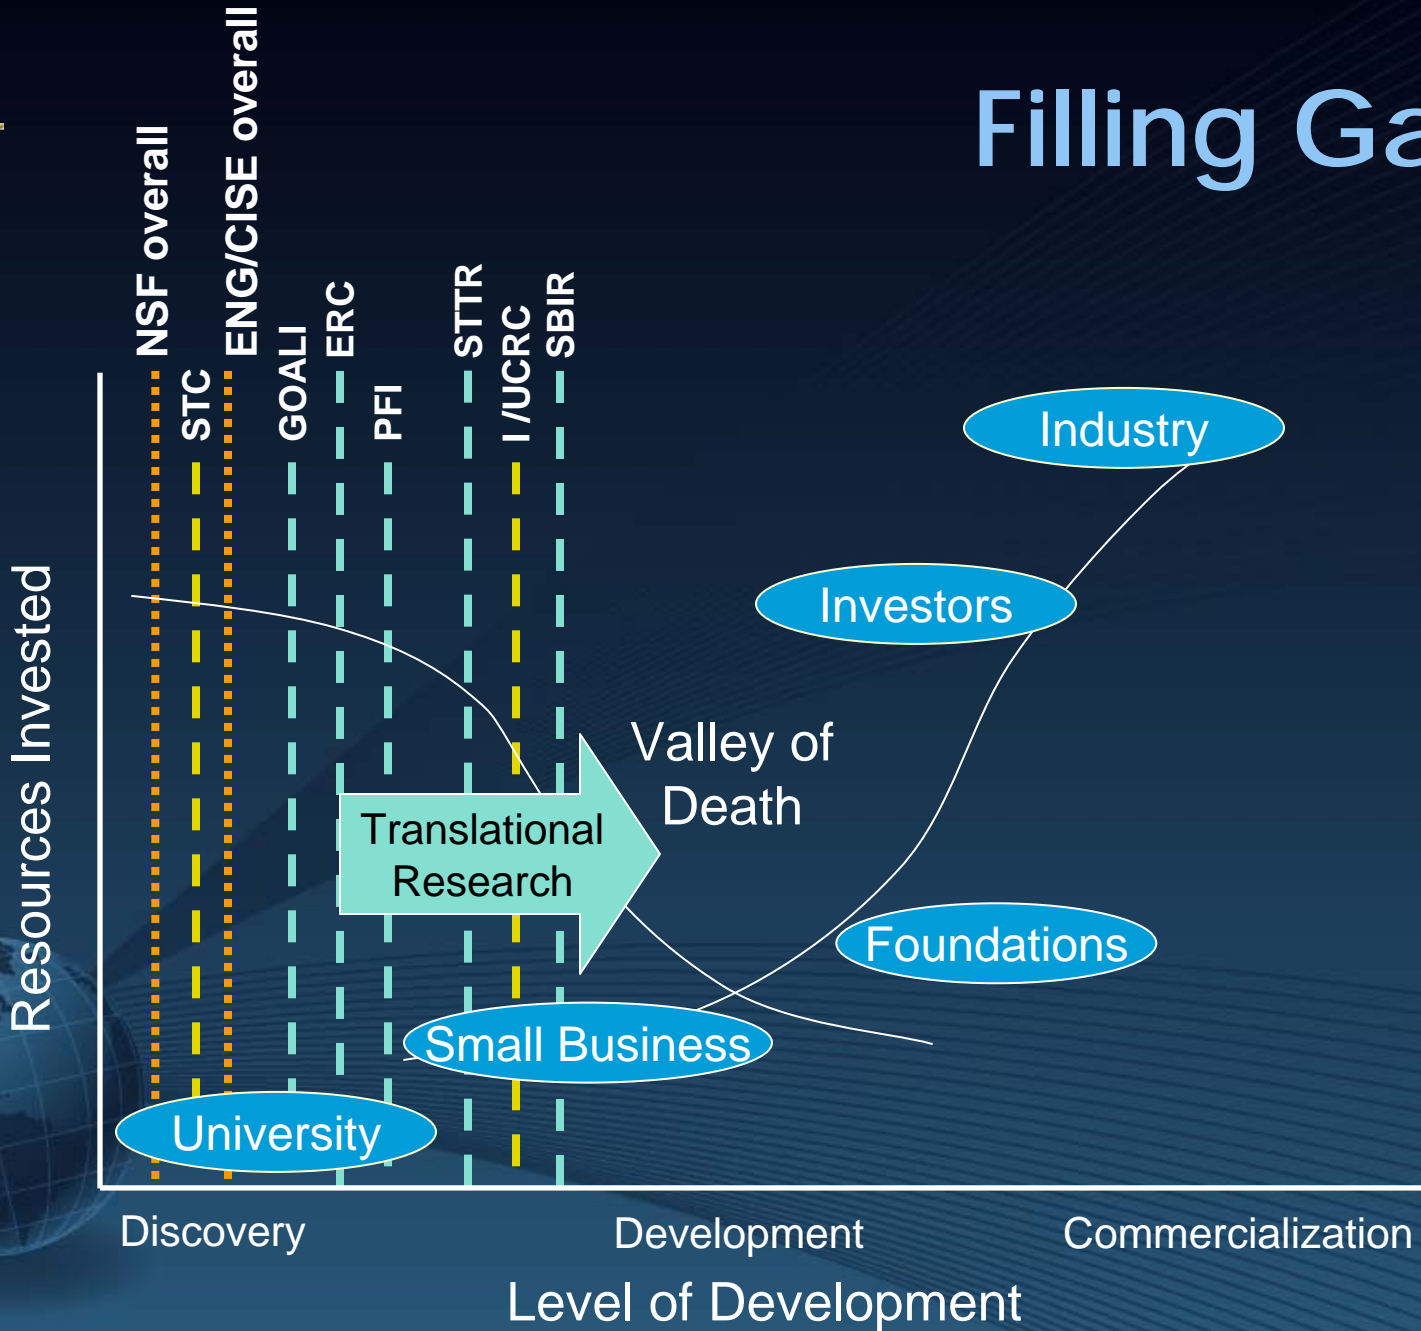 Filling Ga
NSF overall
STC
ENG/CISE overall
GOALI
ERC
PFI
STTR
I /UCRC
SBIR
Industry
Investors
Valley of
Death
Translational
Research
Foundations
Small Business
University
Resources Invested
Discovery
Development
Commercialization
Level of Development